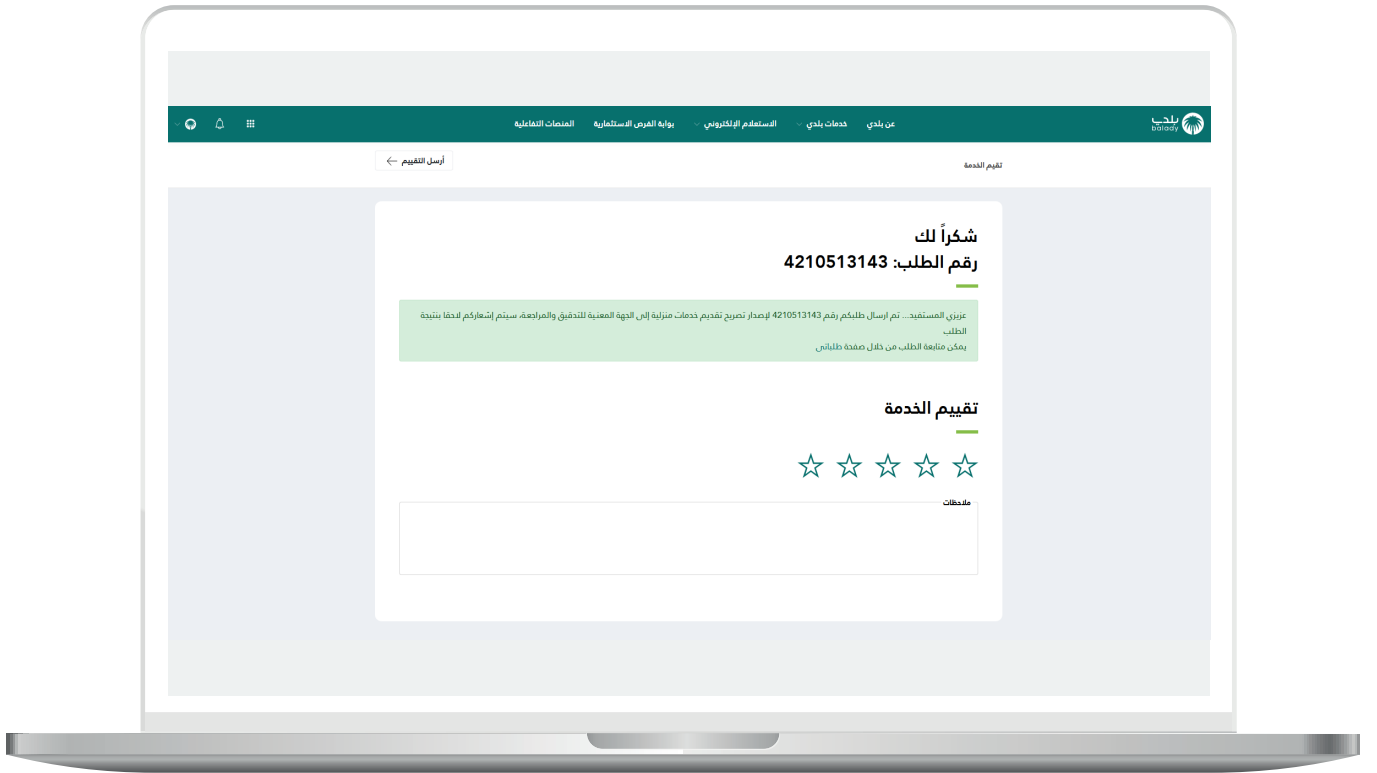 بلدي
balady
عن بلدي
خدمات بلدي
الاستعلام الإلكتروني
بوابة الفرص الاستثمارية
المنصات التفاعلية
تقيم الخدمة
أرسل التقييم
شكراً لك
رقم الطلب: 4210513143
عزيزي المستفيد... تم ارسال طلبكم رقم 4210513143 لإصدار تصريح تقديم خدمات منزلية إلى الجهة المعنية للتدقيق والمراجعة، سيتم إشعاركم لاحقا بنتيجة
الطلب
يمكن متابعة الطلب من خلال صفحة طلباتي
تقييم الخدمة
ملاحظات